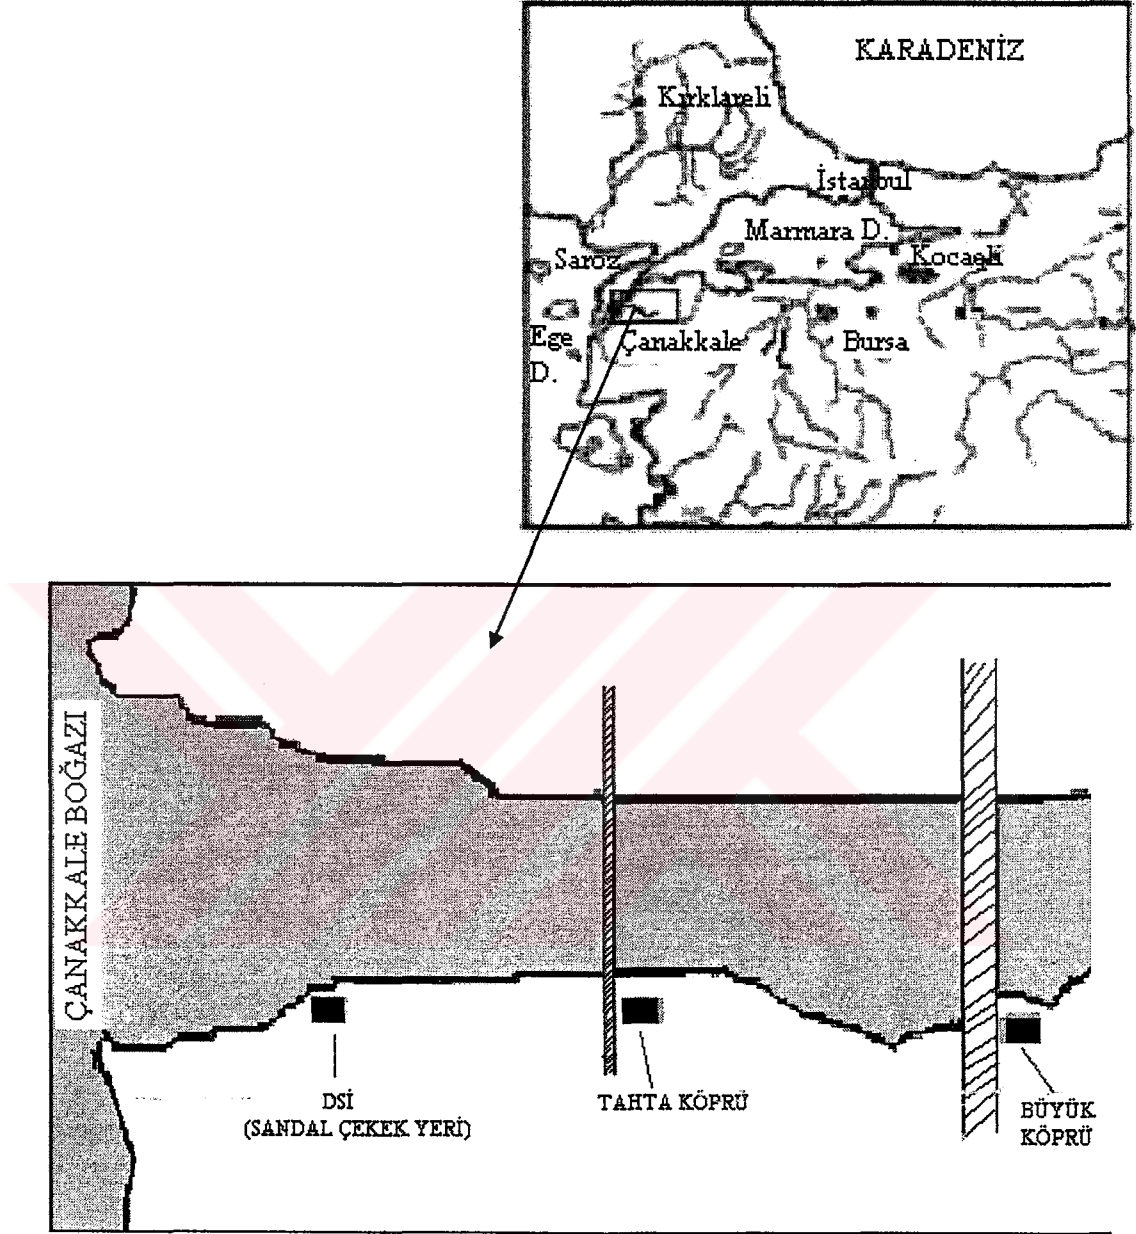 KARADENİZ
Kırklareli
İstanbul
Marmara D.
Saroz
Kocaeli
Ege
D.
Çanakkale
Bursa
ÇANAKKALE BOĞAZI
DSİ
(SANDAL ÇEKEK YERİ)
TAHTA KÖPRÜ
BÜYÜK
KÖPRÜ